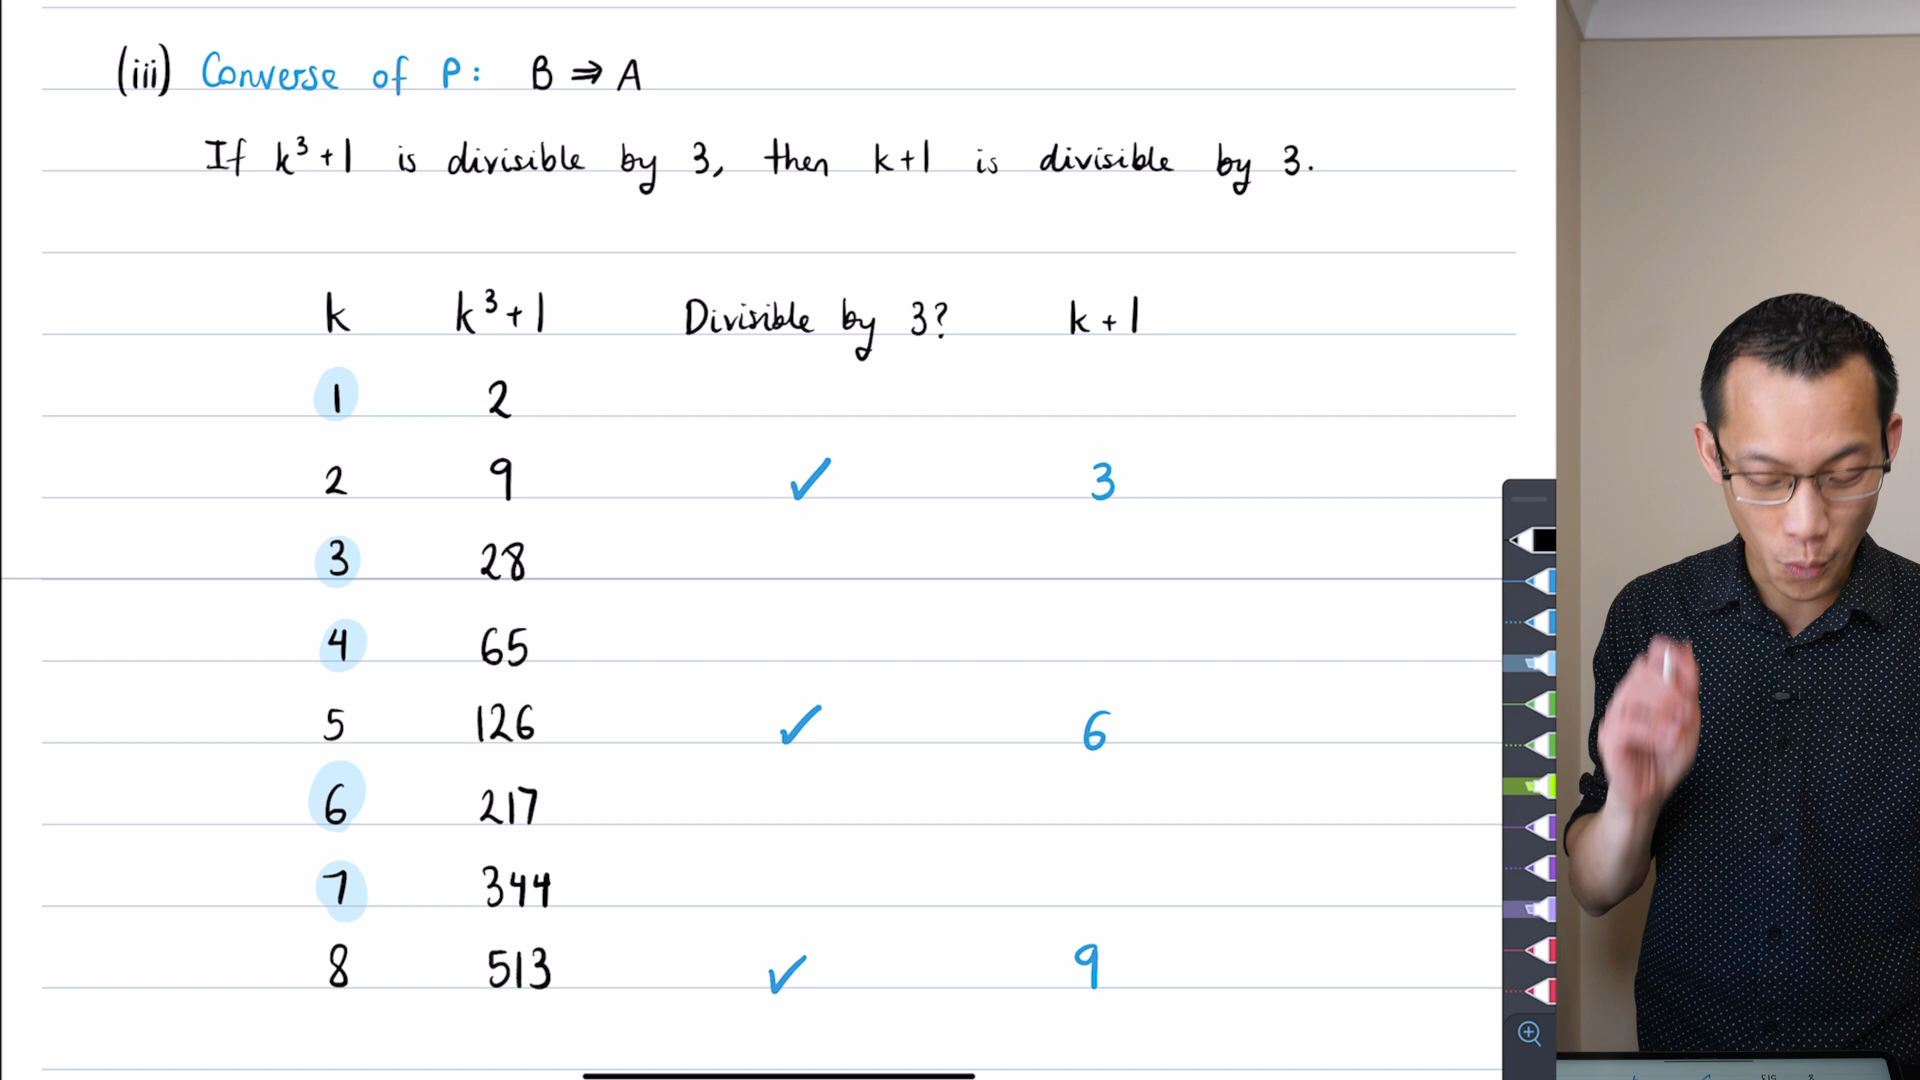 (iii) Converse of P: B ⇒ A
If k³+1 is divisible by 3, then k+1 is divisible by 3.
k k³+1 Divisible by 3? k+1
1 2
2 9 ✓ 3
3 28
4 65
5 126 ✓ 6
6 217
7 344
8 513 ✓ 9